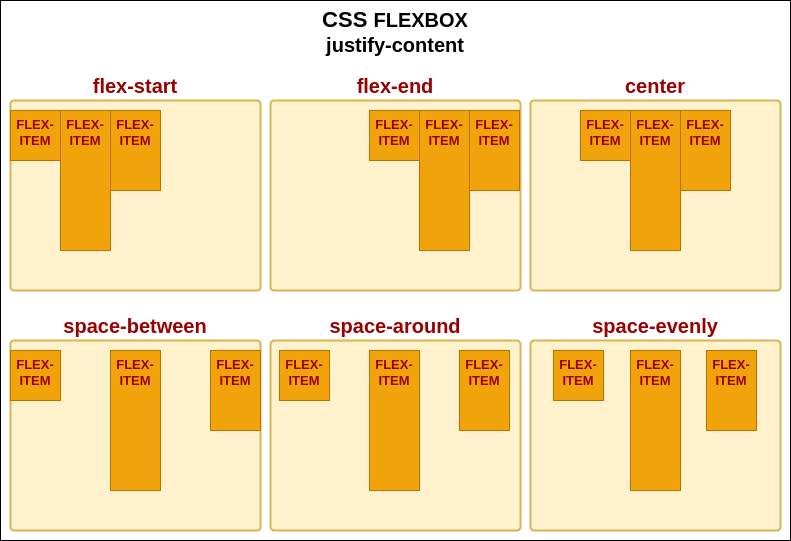 CSS FLEXBOX
justify-content
flex-start
FLEX-
ITEM
FLEX-
ITEM
FLEX-
ITEM
flex-end
FLEX-
ITEM
FLEX-
ITEM
FLEX-
ITEM
center
FLEX-
ITEM
FLEX-
ITEM
FLEX-
ITEM
space-between
FLEX-
ITEM
FLEX-
ITEM
FLEX-
ITEM
space-around
FLEX-
ITEM
FLEX-
ITEM
FLEX-
ITEM
space-evenly
FLEX-
ITEM
FLEX-
ITEM
FLEX-
ITEM